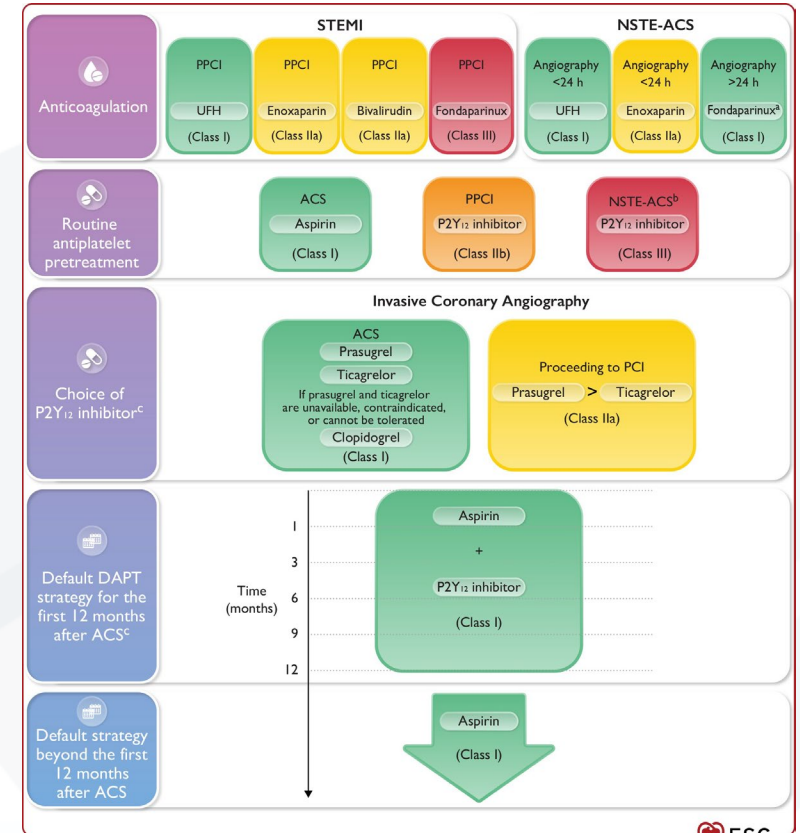 STEMI
NSTE-ACS
Anticoagulation
PPCI
UFH
(Class I)
PPCI
Enoxaparin
(Class IIa)
PPCI
Bivalirudin
(Class IIa)
PPCI
Fondaparinux
(Class III)
Angiography
<24 h
UFH
(Class I)
Angiography
<24 h
Enoxaparin
(Class IIa)
Angiography
>24 h
Fondaparinuxᵃ
(Class I)
Routine
antiplatelet
pretreatment
ACS
Aspirin
(Class I)
PPCI
P2Y₁₂ inhibitor
(Class IIb)
NSTE-ACSᵇ
P2Y₁₂ inhibitor
(Class III)
Invasive Coronary Angiography
Choice of
P2Y₁₂ inhibitorᶜ
ACS
Prasugrel
Ticagrelor
If prasugrel and ticagrelor
are unavailable, contraindicated,
or cannot be tolerated
Clopidogrel
(Class I)
Proceeding to PCI
Prasugrel > Ticagrelor
(Class IIa)
Default DAPT
strategy for the
first 12 months
after ACSᶜ
Time
(months)
1
3
6
9
12
Aspirin
+
P2Y₁₂ inhibitor
(Class I)
Default strategy
beyond the first
12 months
after ACS
Aspirin
(Class I)
ESC